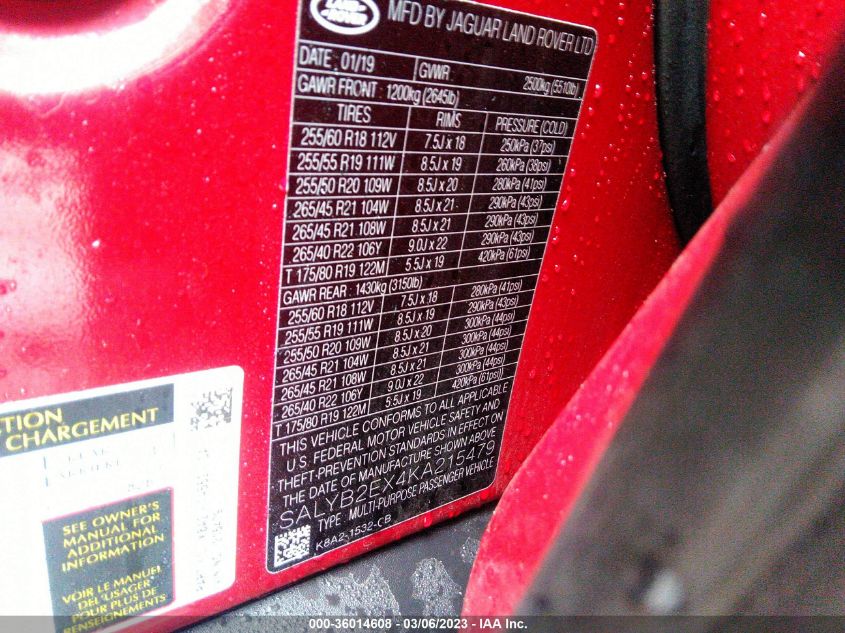 LAND
ROVER
MFD BY JAGUAR LAND ROVER LTD
DATE 01/19 GVWR 2500kg (5510lb)
GAWR FRONT : 1200kg (2645lb)
TIRES RIMS PRESSURE (COLD)
255/60 R18 112V 7.5J x 18 250kPa (37psi)
255/55 R19 111W 8.5J x 19 260kPa (38psi)
255/50 R20 109W 8.5J x 20 280kPa (41psi)
265/45 R21 104W 8.5J x 21 290kPa (43psi)
265/45 R21 108W 8.5J x 21 290kPa (43psi)
265/40 R22 106Y 9.0J x 22 290kPa (43psi)
T 175/80 R19 122M 5.5J x 19 420kPa (61psi)
GAWR REAR : 1430kg (3150lb)
255/60 R18 112V 7.5J x 18 280kPa (41psi)
255/55 R19 111W 8.5J x 19 290kPa (43psi)
255/50 R20 109W 8.5J x 20 300kPa (44psi)
265/45 R21 104W 8.5J x 21 300kPa (44psi)
265/45 R21 108W 8.5J x 21 300kPa (44psi)
265/40 R22 106Y 9.0J x 22 300kPa (44psi)
T 175/80 R19 122M 5.5J x 19 420kPa (61psi)
THIS VEHICLE CONFORMS TO ALL APPLICABLE
U.S. FEDERAL MOTOR VEHICLE SAFETY AND
THEFT-PREVENTION STANDARDS IN EFFECT ON
THE DATE OF MANUFACTURE SHOWN ABOVE
SALYB2EX4KA215479
TYPE : MULTI-PURPOSE PASSENGER VEHICLE
K8A2-1532-CB
CHARGEMENT
SEE OWNER'S
MANUAL FOR
ADDITIONAL
INFORMATION
VOIR LE MANUEL
DE L'USAGER
POUR PLUS DE
RENSEIGNEMENTS
000-36014608 - 03/06/2023 - IAA Inc.